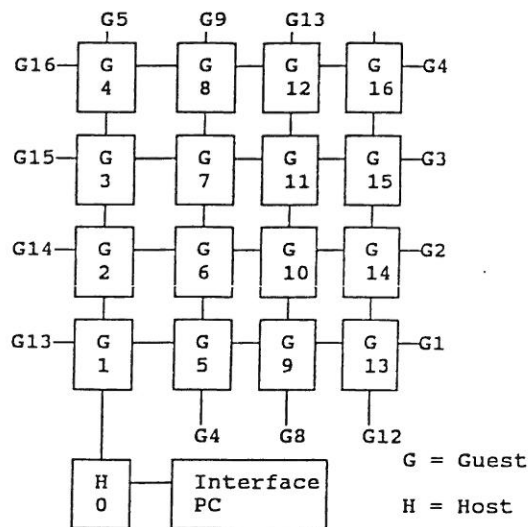 G5 G9 G13
G16 G G G G G4
4 8 12 16
G15 G G G G G3
3 7 11 15
G14 G G G G G2
2 6 10 14
G13 G G G G G1
1 5 9 13
G4 G8 G12
G = Guest
H Interface
0 PC
H = Host